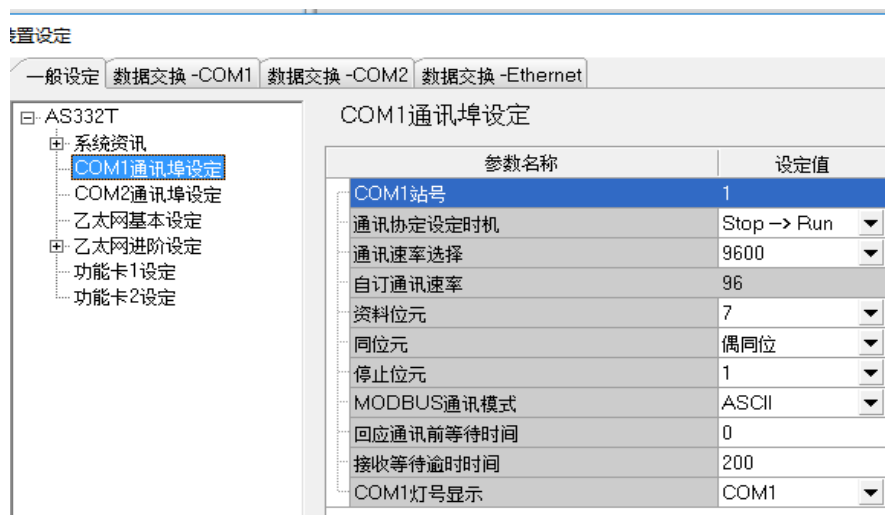 置设定
一般设定 数据交换 -COM1 数据交换 -COM2 数据交换 -Ethernet
AS332T
系统资讯
COM1通讯埠设定
COM2通讯埠设定
乙太网基本设定
乙太网进阶设定
功能卡1设定
功能卡2设定
COM1通讯埠设定
参数名称 设定值
COM1站号 1
通讯协定设定时机 Stop –> Run
通讯速率选择 9600
自订通讯速率 96
资料位元 7
同位元 偶同位
停止位元 1
MODBUS通讯模式 ASCII
回应通讯前等待时间 0
接收等待逾时时间 200
COM1灯号显示 COM1